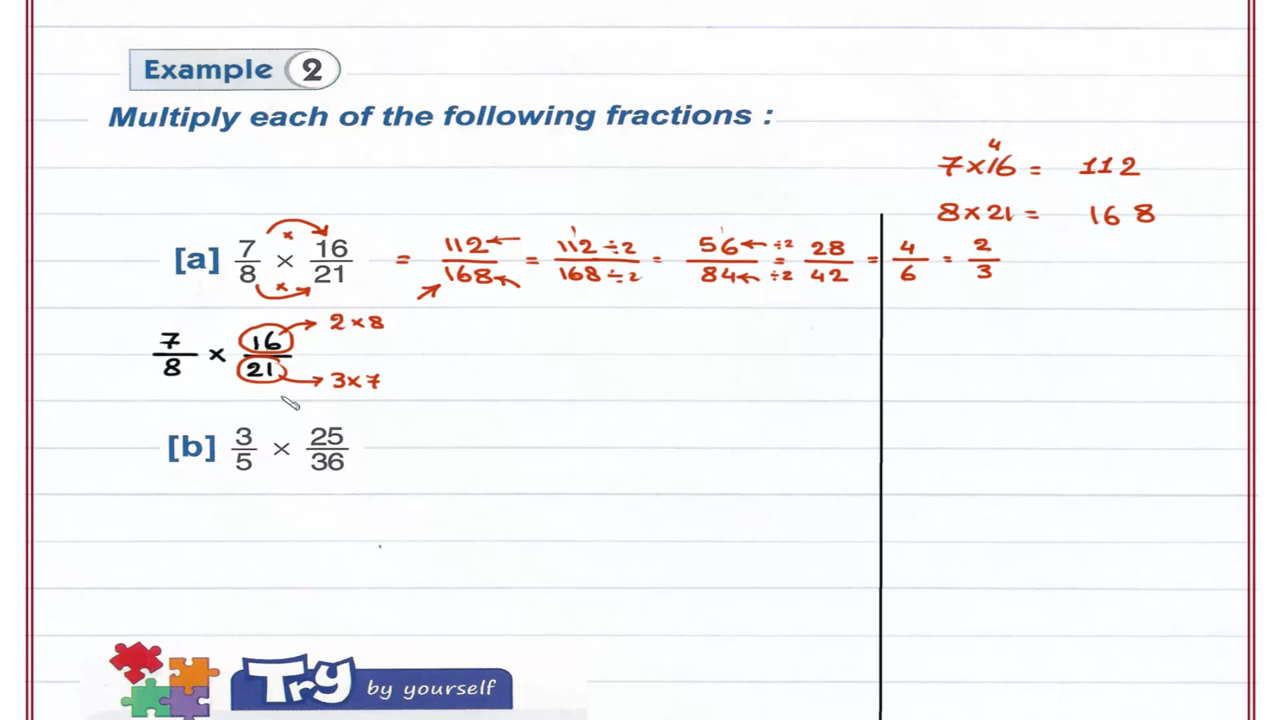 Example 2
Multiply each of the following fractions :
7×16 = 112
4
8×21 = 168
[a] 7/8 × 16/21 = 112/168 = 112÷2/168÷2 = 56/84 ÷2/÷2 = 28/42 = 4/6 = 2/3
7/8 × 16/21
2×8
3×7
[b] 3/5 × 25/36
Try by yourself